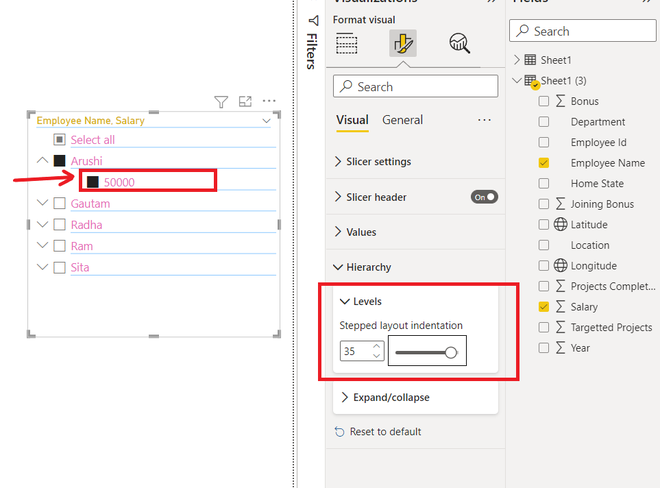 Visualizations
Fields
Format visual
Filters
Search
Visual
General
Slicer settings
Slicer header
On
Values
Hierarchy
Levels
Stepped layout indentation
35
Expand/collapse
Reset to default
Employee Name, Salary
Select all
Arushi
50000
Gautam
Radha
Ram
Sita
Search
Sheet1
Sheet1 (3)
Bonus
Department
Employee Id
Employee Name
Home State
Joining Bonus
Latitude
Location
Longitude
Projects Complet...
Salary
Targetted Projects
Year